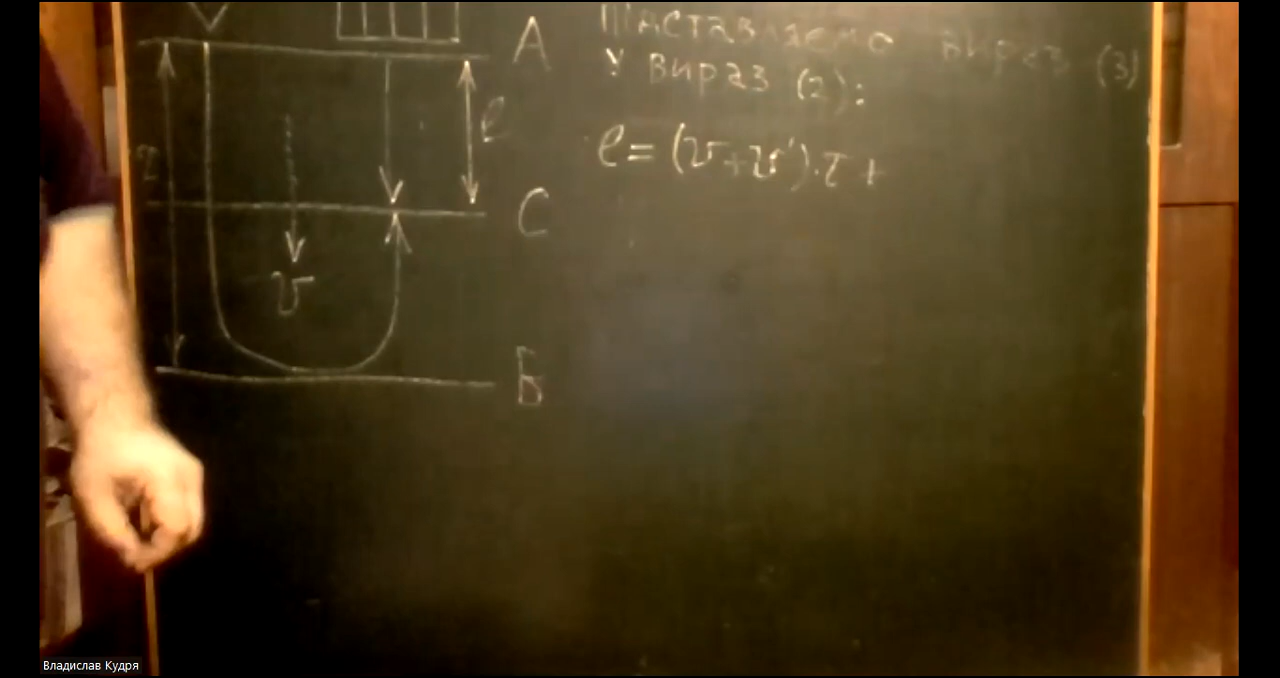 A
Підставляємо вираз (3)
у вираз (2):
ℓ
ℓ = (v + v')·τ +
C
v
Б
Владислав Кудря